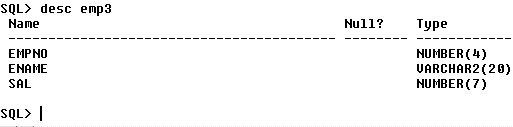 SQL> desc emp3
Name Null? Type
----------------------------------------- -------- ----------------------------
EMPNO NUMBER(4)
ENAME VARCHAR2(20)
SAL NUMBER(7)
SQL>